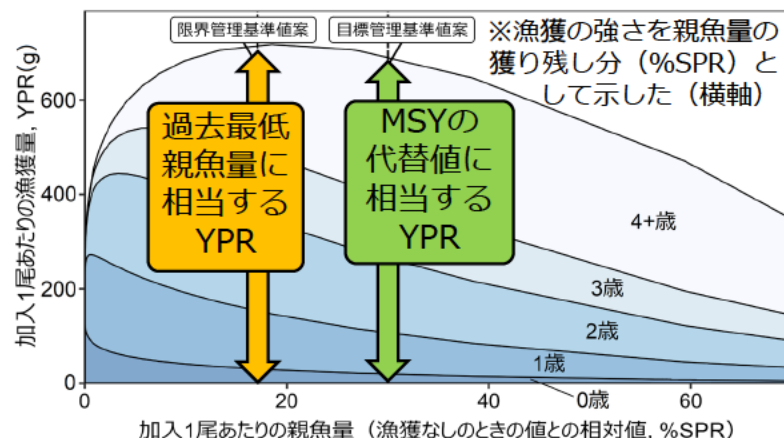 限界管理基準値案
目標管理基準値案
※漁獲の強さを親魚量の
獲り残し分（%SPR）と
して示した（横軸）
加入1尾あたりの漁獲量, YPR(g)
600
400
200
0
過去最低
親魚量に
相当する
YPR
MSYの
代替値に
相当する
YPR
4+歳
3歳
2歳
1歳
0歳
0
20
40
60
加入1尾あたりの親魚量（漁獲なしのときの値との相対値, %SPR）